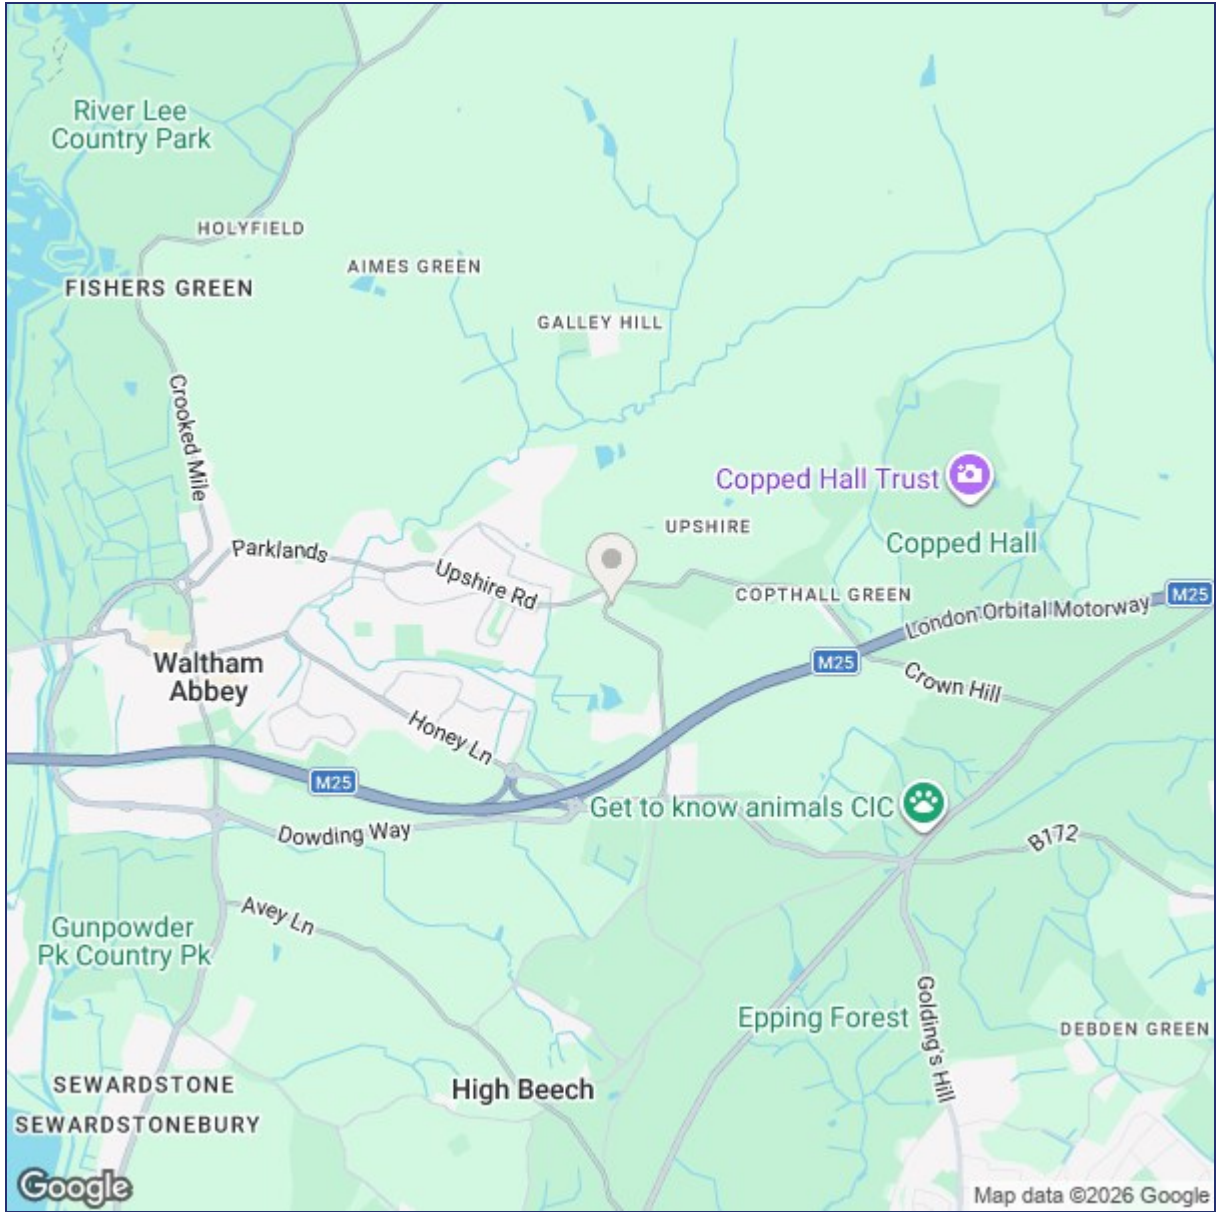 River Lee
Country Park
HOLYFIELD
AIMES GREEN
FISHERS GREEN
GALLEY HILL
Crooked Mile
Copped Hall Trust
UPSHIRE
Copped Hall
Parklands
Upshire Rd
COPTHALL GREEN
M25
London Orbital Motorway
Waltham
Abbey
M25
Crown Hill
Honey Ln
M25
Get to know animals CIC
Dowding Way
B172
Avey Ln
Gunpowder
Pk Country Pk
Epping Forest
Golding's Hill
DEBDEN GREEN
SEWARDSTONE
High Beech
SEWARDSTONEBURY
Google
Map data ©2026 Google